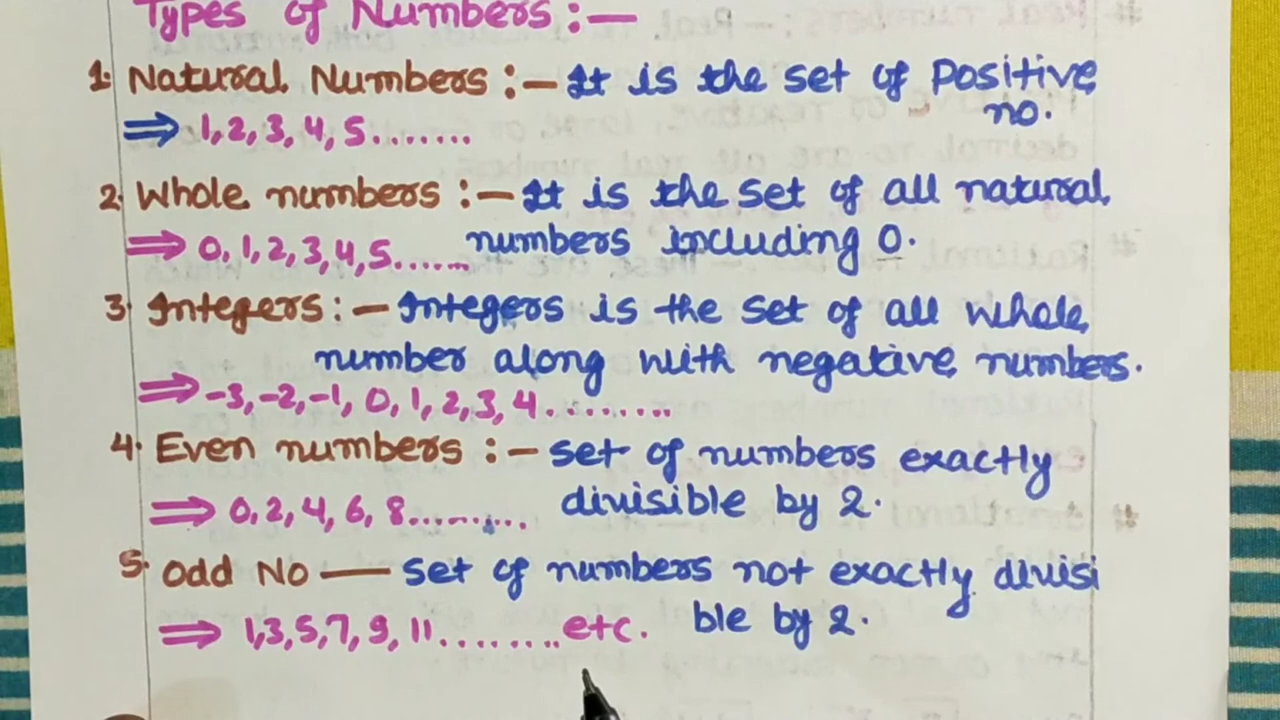 Types of Numbers :—
1. Natural Numbers :— It is the set of Positive
no.
⇒ 1, 2, 3, 4, 5.......
2. Whole numbers :— It is the set of all natural
⇒ 0, 1, 2, 3, 4, 5...... numbers including 0.
3. Integers :— Integers is the set of all whole
number along with negative numbers.
⇒ -3, -2, -1, 0, 1, 2, 3, 4.........
4. Even numbers :— set of numbers exactly
⇒ 0, 2, 4, 6, 8......... divisible by 2.
5. odd No — set of numbers not exactly divisi
⇒ 1, 3, 5, 7, 9, 11........etc. ble by 2.